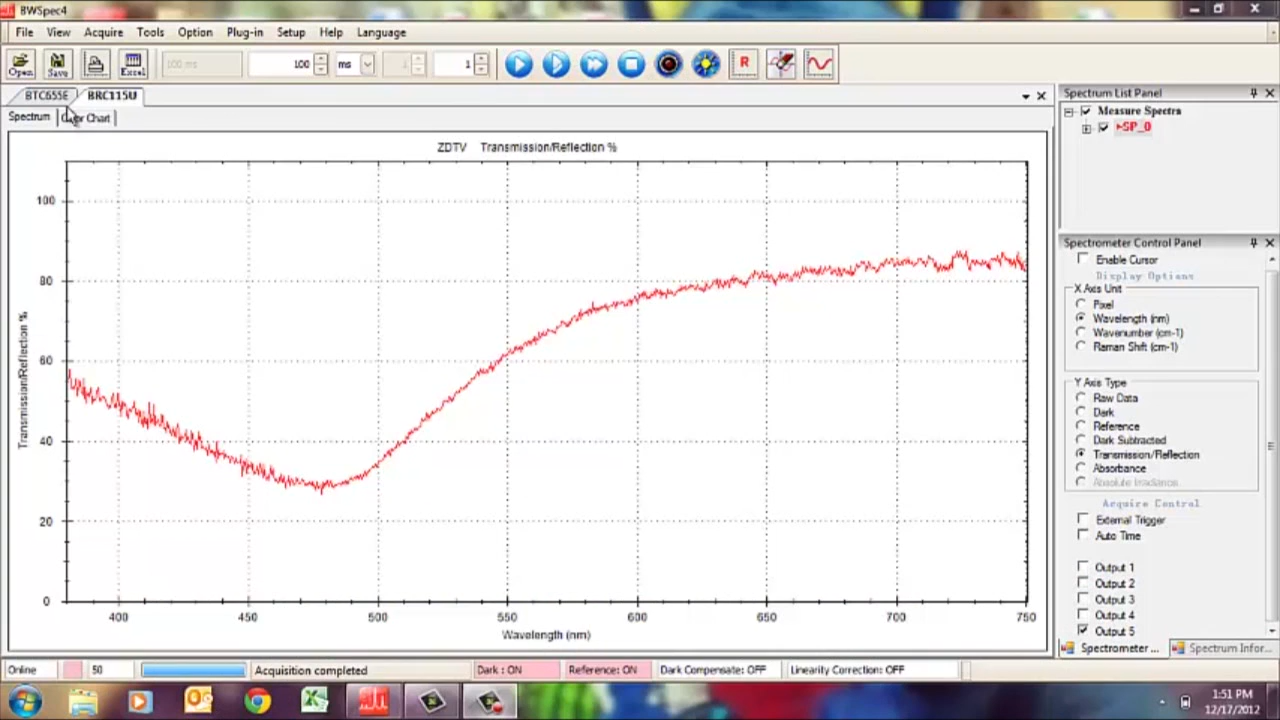 BWSpec4
File View Acquire Tools Option Plug-in Setup Help Language
Open Save Excel 100 ms 100 ms 1 1 R
BTC655E BRC115U
Spectrum Chart
ZDTV Transmission/Reflection %
Transmission/Reflection %
100
80
60
40
20
0
400 450 500 550 600 650 700 750
Wavelength (nm)
Spectrum List Panel
Measure Spectra
SP_0
Spectrometer Control Panel
Enable Cursor
Display Options
X Axis Unit
Pixel
Wavelength (nm)
Wavenumber (cm-1)
Raman Shift (cm-1)
Y Axis Type
Raw Data
Dark
Reference
Dark Subtracted
Transmission/Reflection
Absorbance
Absolute Irradiance
Acquire Control
External Trigger
Auto Time
Output 1
Output 2
Output 3
Output 4
Output 5
Spectrometer ... Spectrum Infor...
Online 50 Acquisition completed Dark : ON Reference: ON Dark Compensate: OFF Linearity Correction: OFF
1:51 PM
12/17/2012